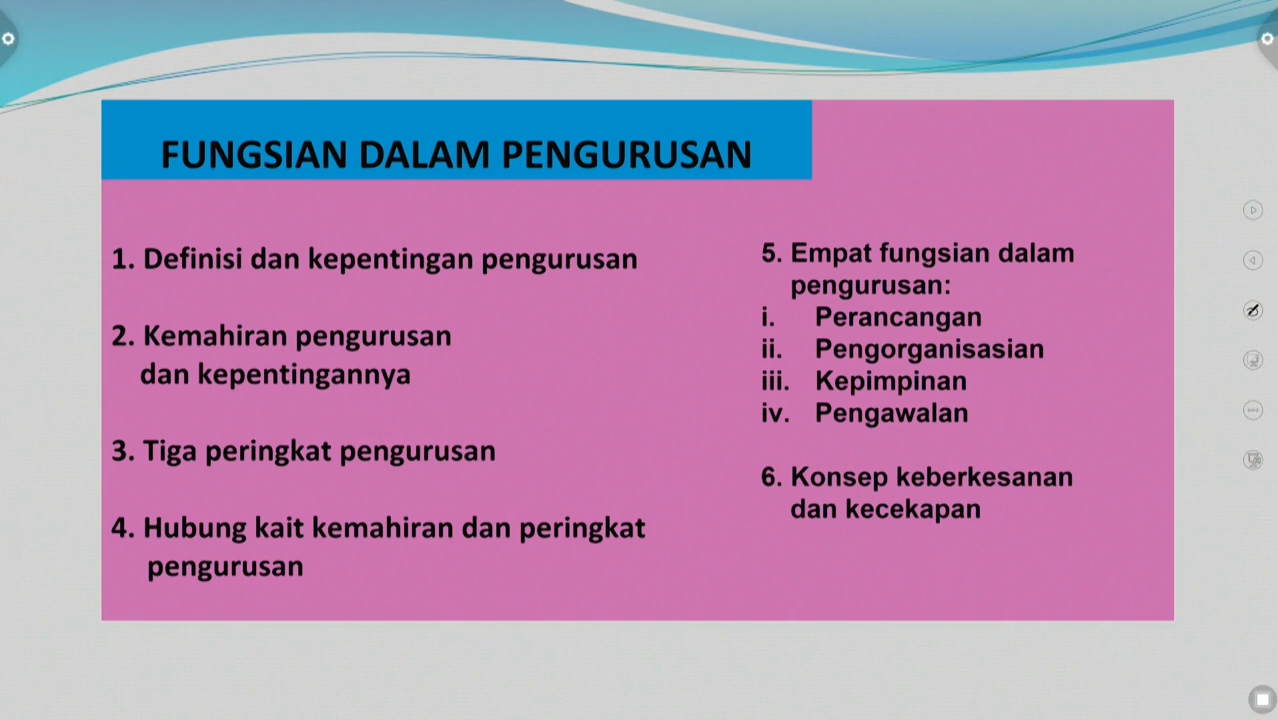 FUNGSIAN DALAM PENGURUSAN
1. Definisi dan kepentingan pengurusan
2. Kemahiran pengurusan
dan kepentingannya
3. Tiga peringkat pengurusan
4. Hubung kait kemahiran dan peringkat
pengurusan
5. Empat fungsian dalam
pengurusan:
i. Perancangan
ii. Pengorganisasian
iii. Kepimpinan
iv. Pengawalan
6. Konsep keberkesanan
dan kecekapan